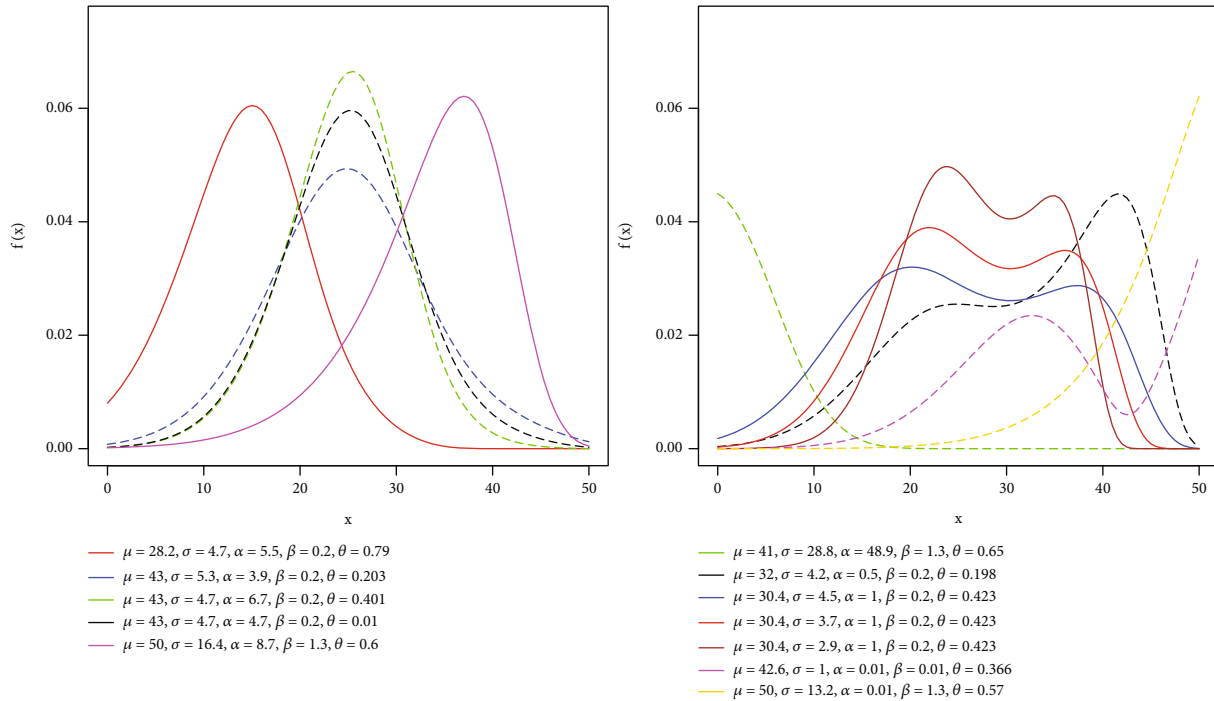 0.06
0.04
0.02
0.00
f (x)
0 10 20 30 40 50
x
μ = 28.2, σ = 4.7, α = 5.5, β = 0.2, θ = 0.79
μ = 43, σ = 5.3, α = 3.9, β = 0.2, θ = 0.203
μ = 43, σ = 4.7, α = 6.7, β = 0.2, θ = 0.401
μ = 43, σ = 4.7, α = 4.7, β = 0.2, θ = 0.01
μ = 50, σ = 16.4, α = 8.7, β = 1.3, θ = 0.6
0.06
0.04
0.02
0.00
f (x)
0 10 20 30 40 50
x
μ = 41, σ = 28.8, α = 48.9, β = 1.3, θ = 0.65
μ = 32, σ = 4.2, α = 0.5, β = 0.2, θ = 0.198
μ = 30.4, σ = 4.5, α = 1, β = 0.2, θ = 0.423
μ = 30.4, σ = 3.7, α = 1, β = 0.2, θ = 0.423
μ = 30.4, σ = 2.9, α = 1, β = 0.2, θ = 0.423
μ = 42.6, σ = 1, α = 0.01, β = 0.01, θ = 0.366
μ = 50, σ = 13.2, α = 0.01, β = 1.3, θ = 0.57